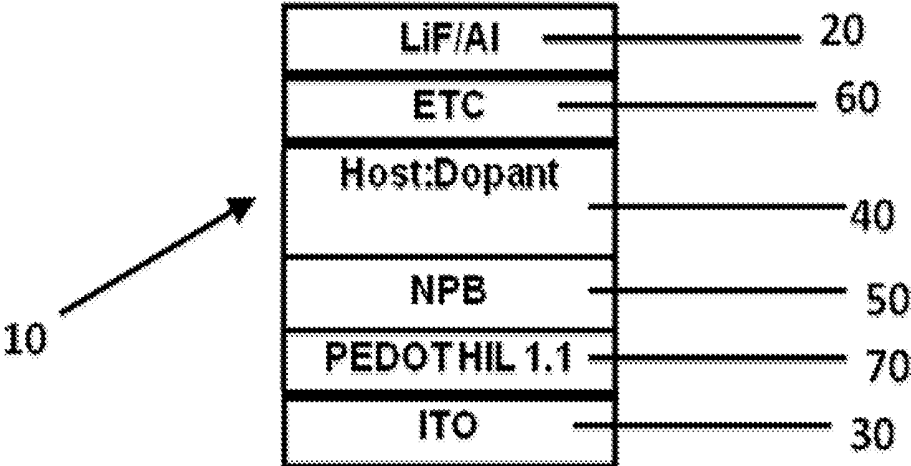 LiF/Al 20
ETC 60
Host:Dopant
40
NPB 50
10
PEDOT HIL 1.1 70
ITO 30